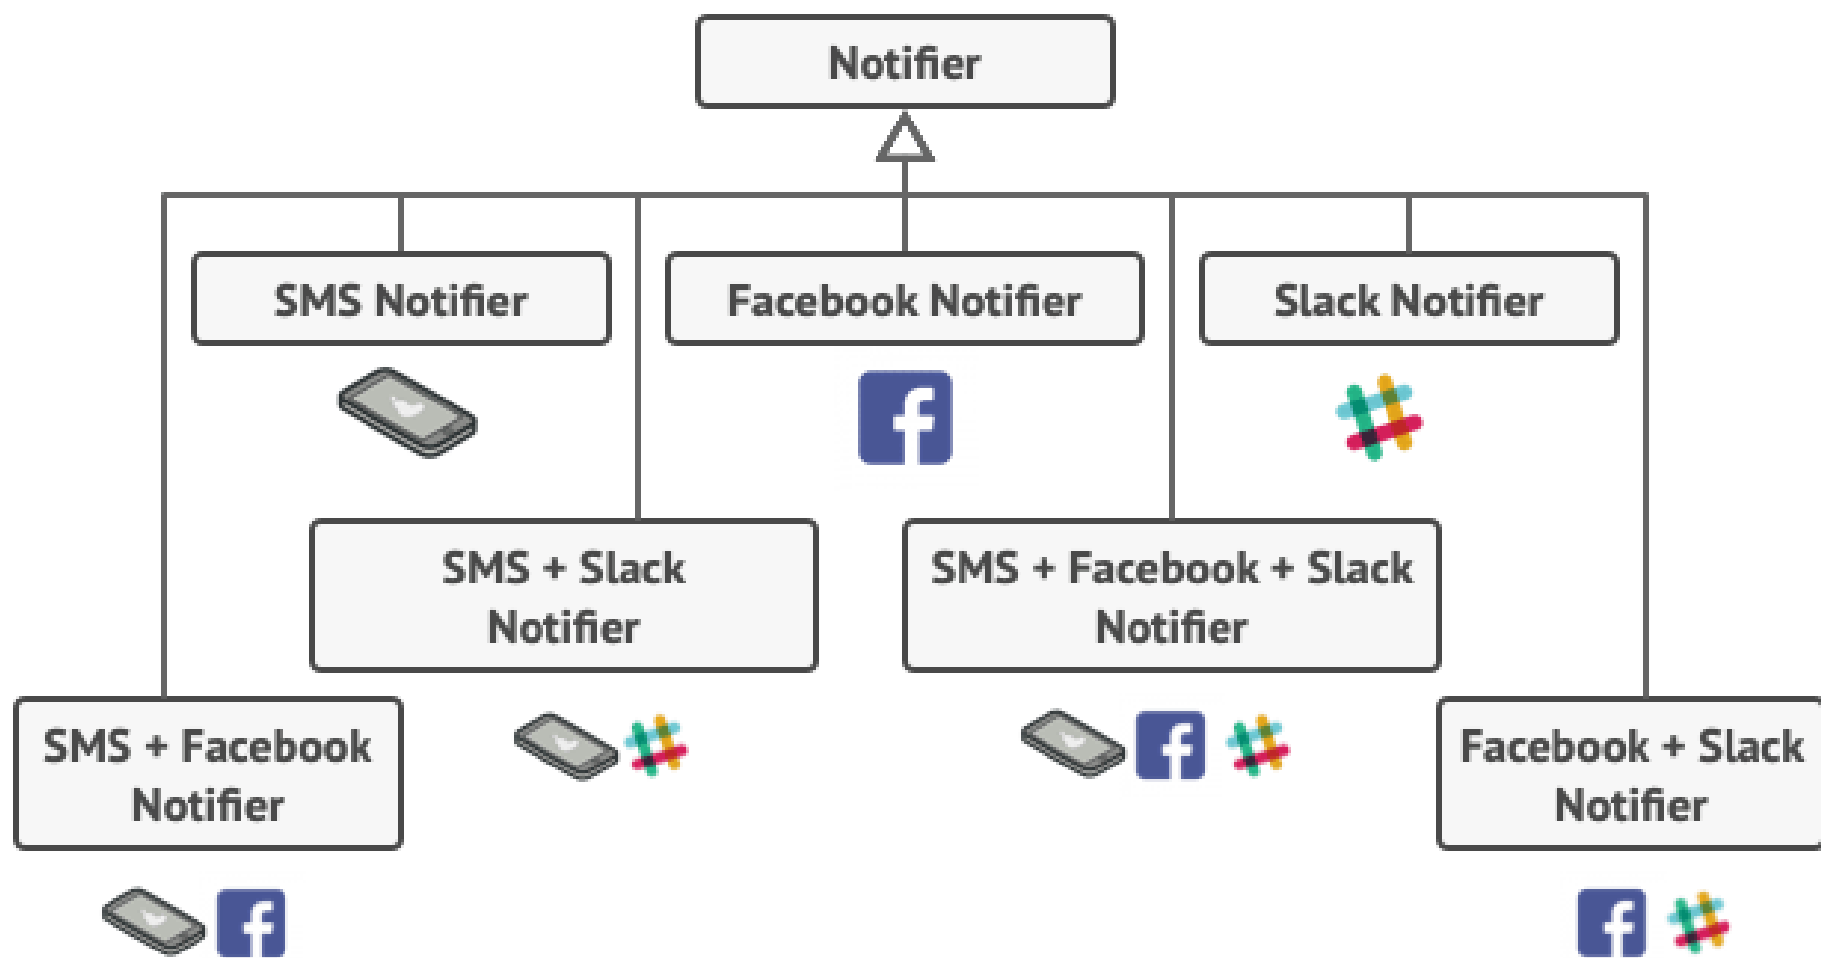 Notifier
SMS Notifier
Facebook Notifier
Slack Notifier
SMS + Slack
Notifier
SMS + Facebook + Slack
Notifier
SMS + Facebook
Notifier
Facebook + Slack
Notifier